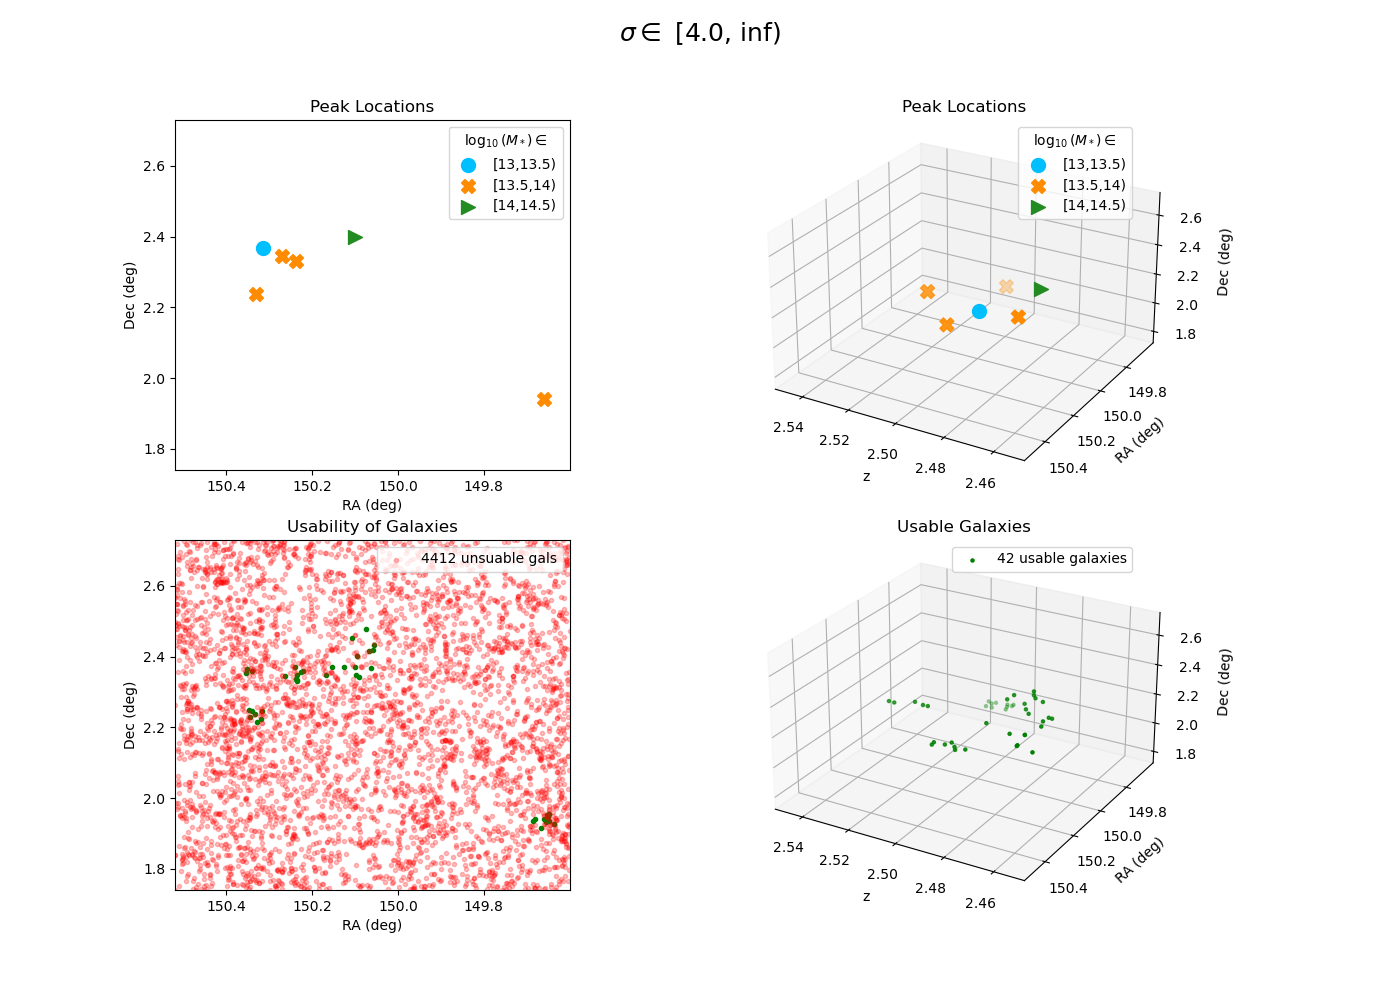 σ ∈ [4.0, inf)
Peak Locations
log₁₀(M*) ∈
[13,13.5)
[13.5,14)
[14,14.5)
2.6
2.4
2.2
2.0
1.8
Dec (deg)
150.4 150.2 150.0 149.8
RA (deg)
Peak Locations
log₁₀(M*) ∈
[13,13.5)
[13.5,14)
[14,14.5)
2.6
2.4
2.2
2.0
1.8
Dec (deg)
149.8
150.0
150.2
150.4
RA (deg)
2.54
2.52
2.50
2.48
2.46
z
Usability of Galaxies
4412 unsuable gals
2.6
2.4
2.2
2.0
1.8
Dec (deg)
150.4 150.2 150.0 149.8
RA (deg)
Usable Galaxies
42 usable galaxies
2.6
2.4
2.2
2.0
1.8
Dec (deg)
149.8
150.0
150.2
150.4
RA (deg)
2.54
2.52
2.50
2.48
2.46
z